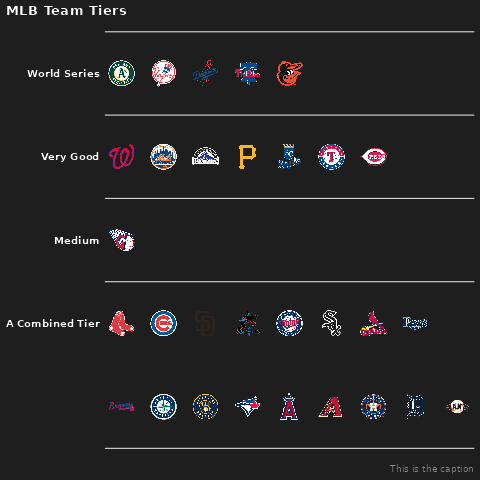 MLB Team Tiers
World Series
Very Good
Medium
A Combined Tier
This is the caption